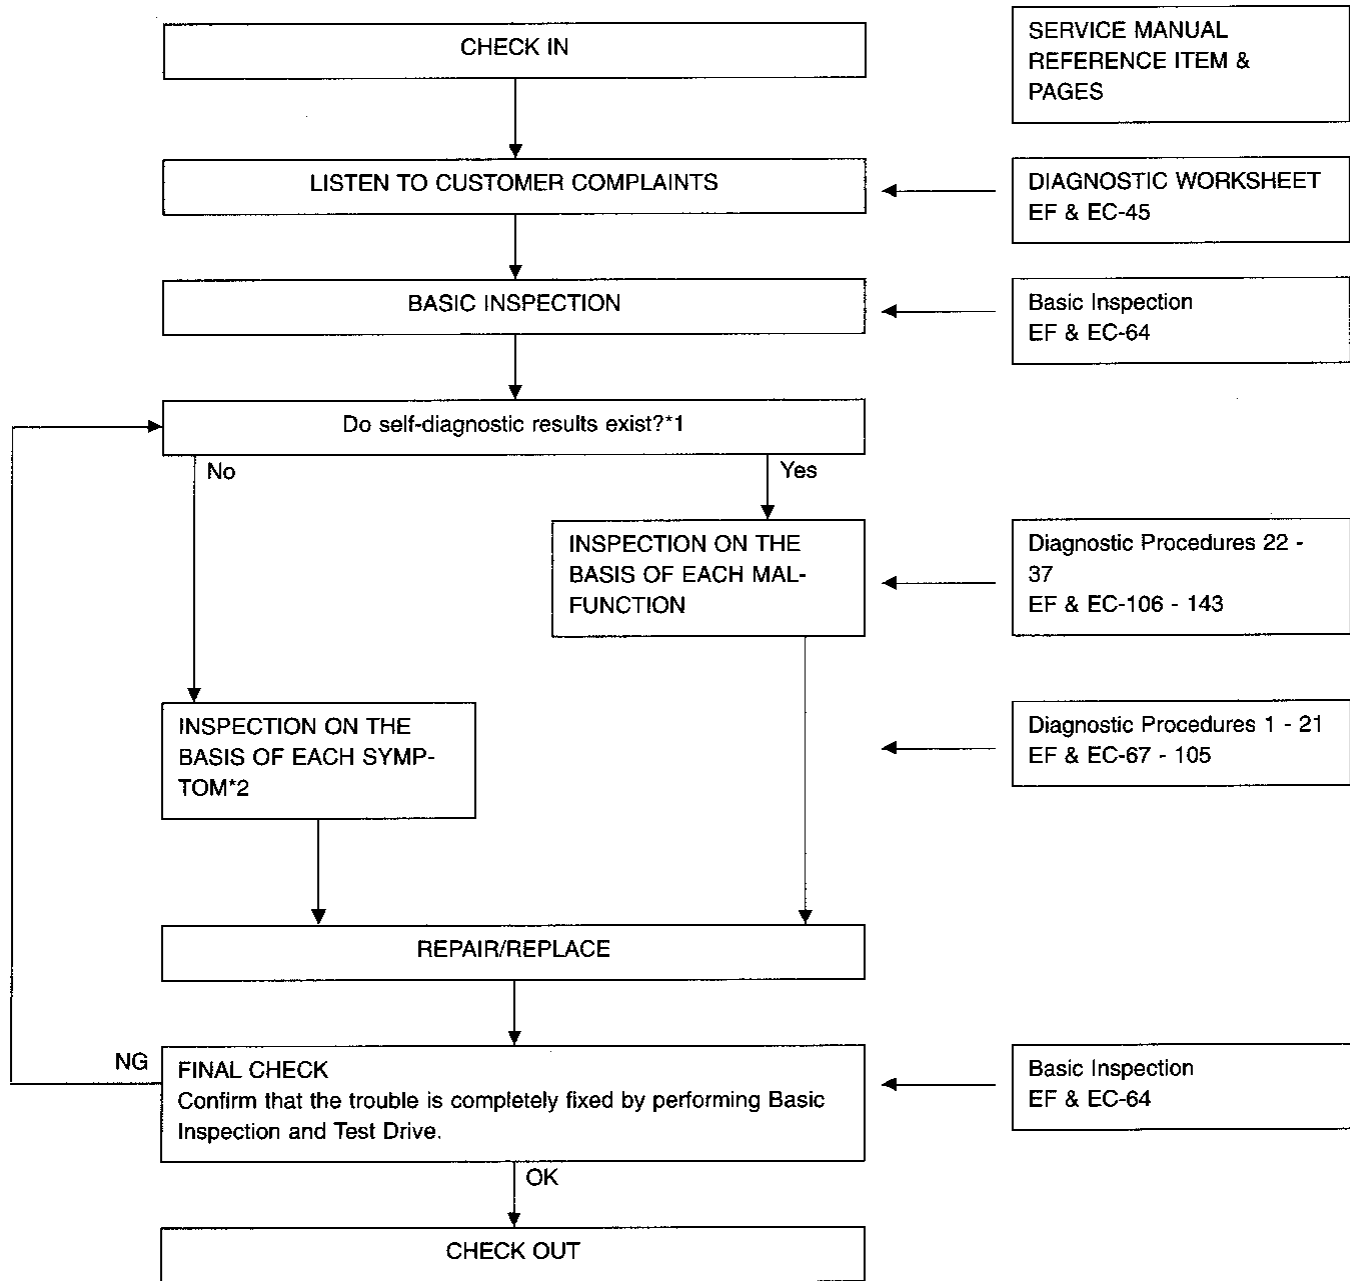 CHECK IN
SERVICE MANUAL
REFERENCE ITEM &
PAGES
LISTEN TO CUSTOMER COMPLAINTS
DIAGNOSTIC WORKSHEET
EF & EC-45
BASIC INSPECTION
Basic Inspection
EF & EC-64
Do self-diagnostic results exist?*1
No
Yes
INSPECTION ON THE
BASIS OF EACH MAL-
FUNCTION
Diagnostic Procedures 22 -
37
EF & EC-106 - 143
INSPECTION ON THE
BASIS OF EACH SYMP-
TOM*2
Diagnostic Procedures 1 - 21
EF & EC-67 - 105
REPAIR/REPLACE
NG
FINAL CHECK
Confirm that the trouble is completely fixed by performing Basic
Inspection and Test Drive.
Basic Inspection
EF & EC-64
OK
CHECK OUT